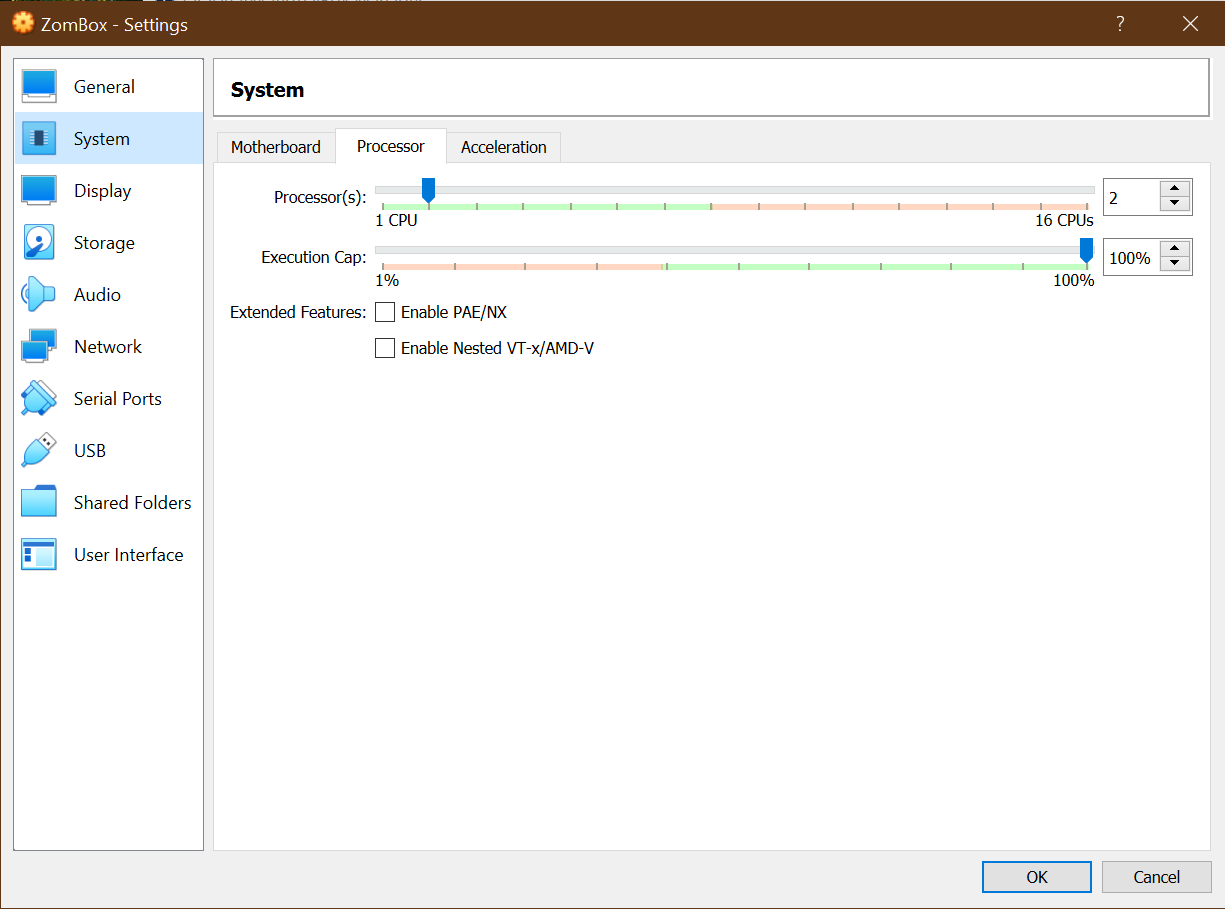 ZomBox - Settings
?
General
System
Display
Storage
Audio
Network
Serial Ports
USB
Shared Folders
User Interface
System
Motherboard Processor Acceleration
Processor(s): 2
1 CPU 16 CPUs
Execution Cap: 100%
1% 100%
Extended Features: Enable PAE/NX
Enable Nested VT-x/AMD-V
OK Cancel